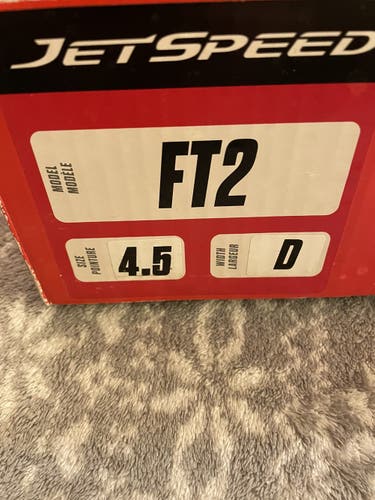 JETSPEED
MODEL
MODÈLE
FT2
SIZE
POINTURE
4.5
WIDTH
LARGEUR
D